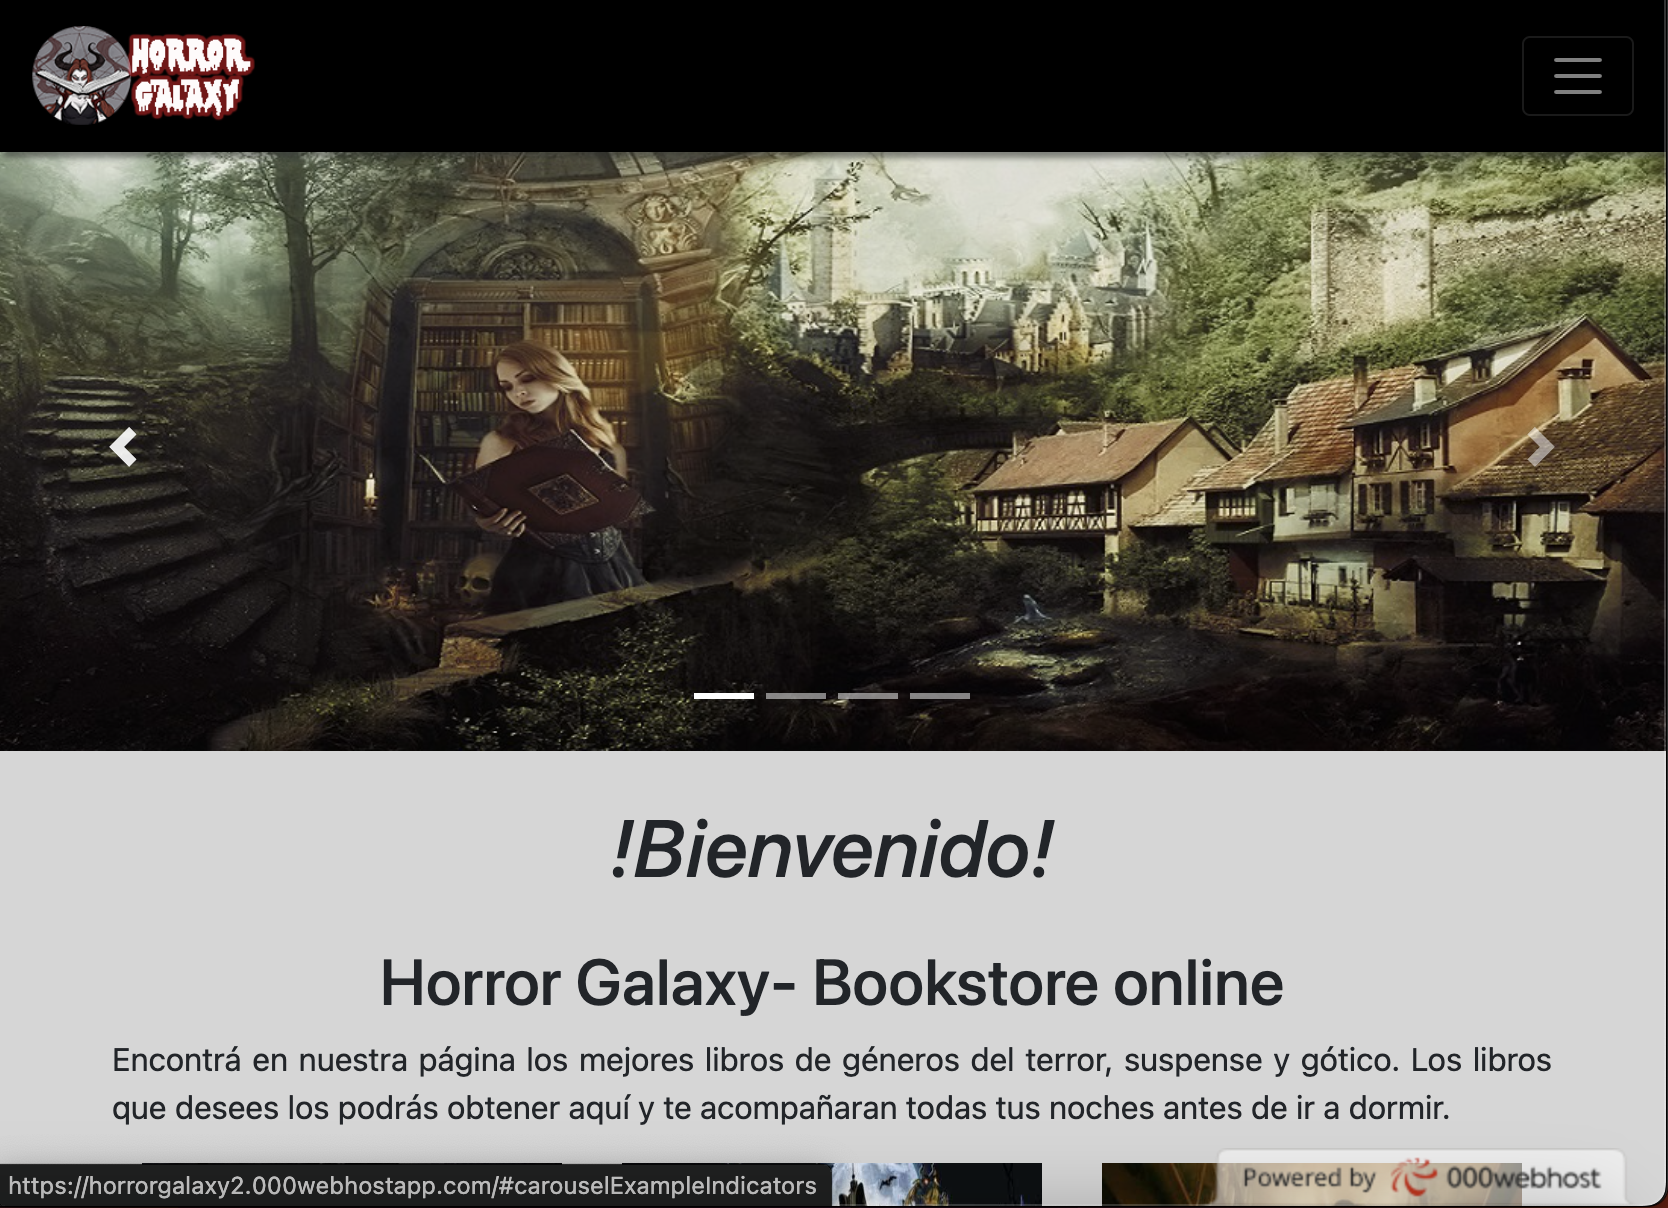 HORROR
GALAXY
!Bienvenido!
Horror Galaxy- Bookstore online
Encontrá en nuestra página los mejores libros de géneros del terror, suspense y gótico. Los libros
que desees los podrás obtener aquí y te acompañaran todas tus noches antes de ir a dormir.
https://horrorgalaxy2.000webhostapp.com/#carouselExampleIndicators
Powered by 000webhost